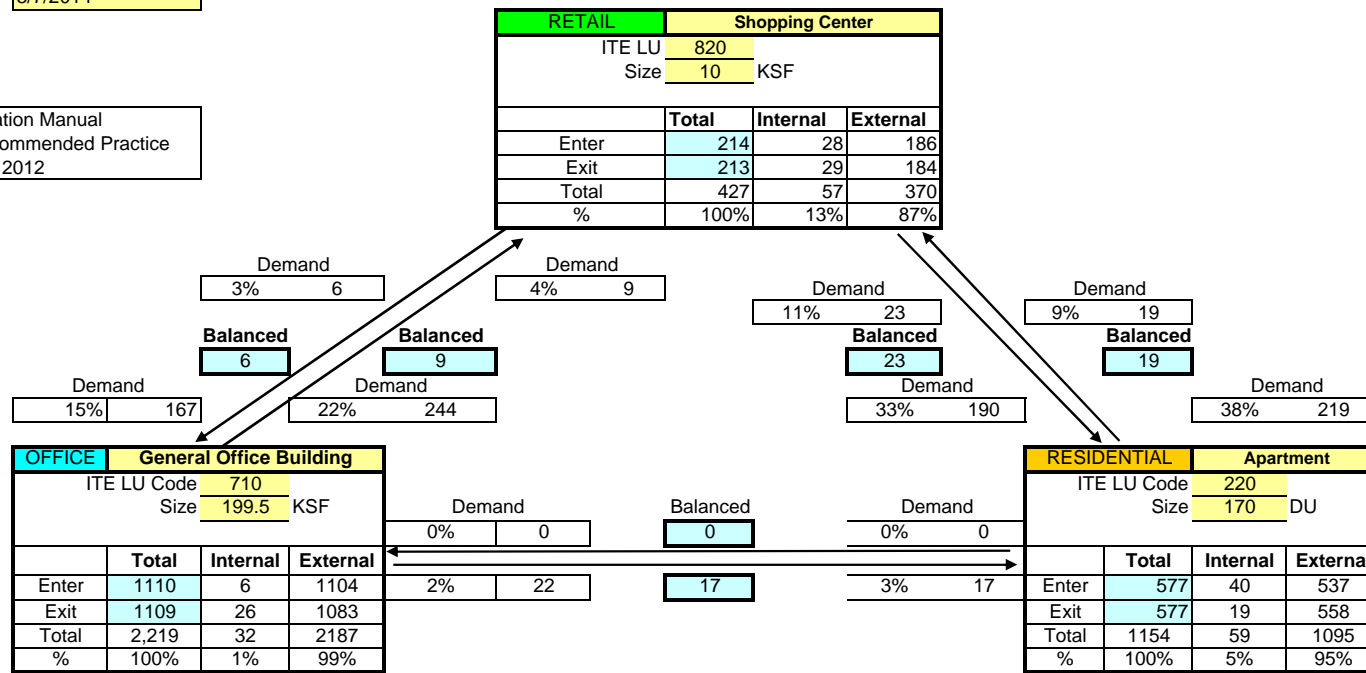 RETAIL Shopping Center
ITE LU 820
Size 10 KSF
ation Manual
ommended Practice
2012
Total Internal External
Enter 214 28 186
Exit 213 29 184
Total 427 57 370
% 100% 13% 87%
Demand Demand
3% 6 4% 9
Demand Demand
11% 23 9% 19
Balanced Balanced Balanced Balanced
6 9 23 19
Demand Demand Demand Demand
15% 167 22% 244 33% 190 38% 219
OFFICE General Office Building
ITE LU Code 710
Size 199.5 KSF
Total Internal External
Enter 1110 6 1104
Exit 1109 26 1083
Total 2,219 32 2187
% 100% 1% 99%
Demand Balanced Demand
0% 0 0 0% 0
2% 22 17 3% 17
RESIDENTIAL Apartment
ITE LU Code 220
Size 170 DU
Total Internal Externa
Enter 577 40 537
Exit 577 19 558
Total 1154 59 1095
% 100% 5% 95%